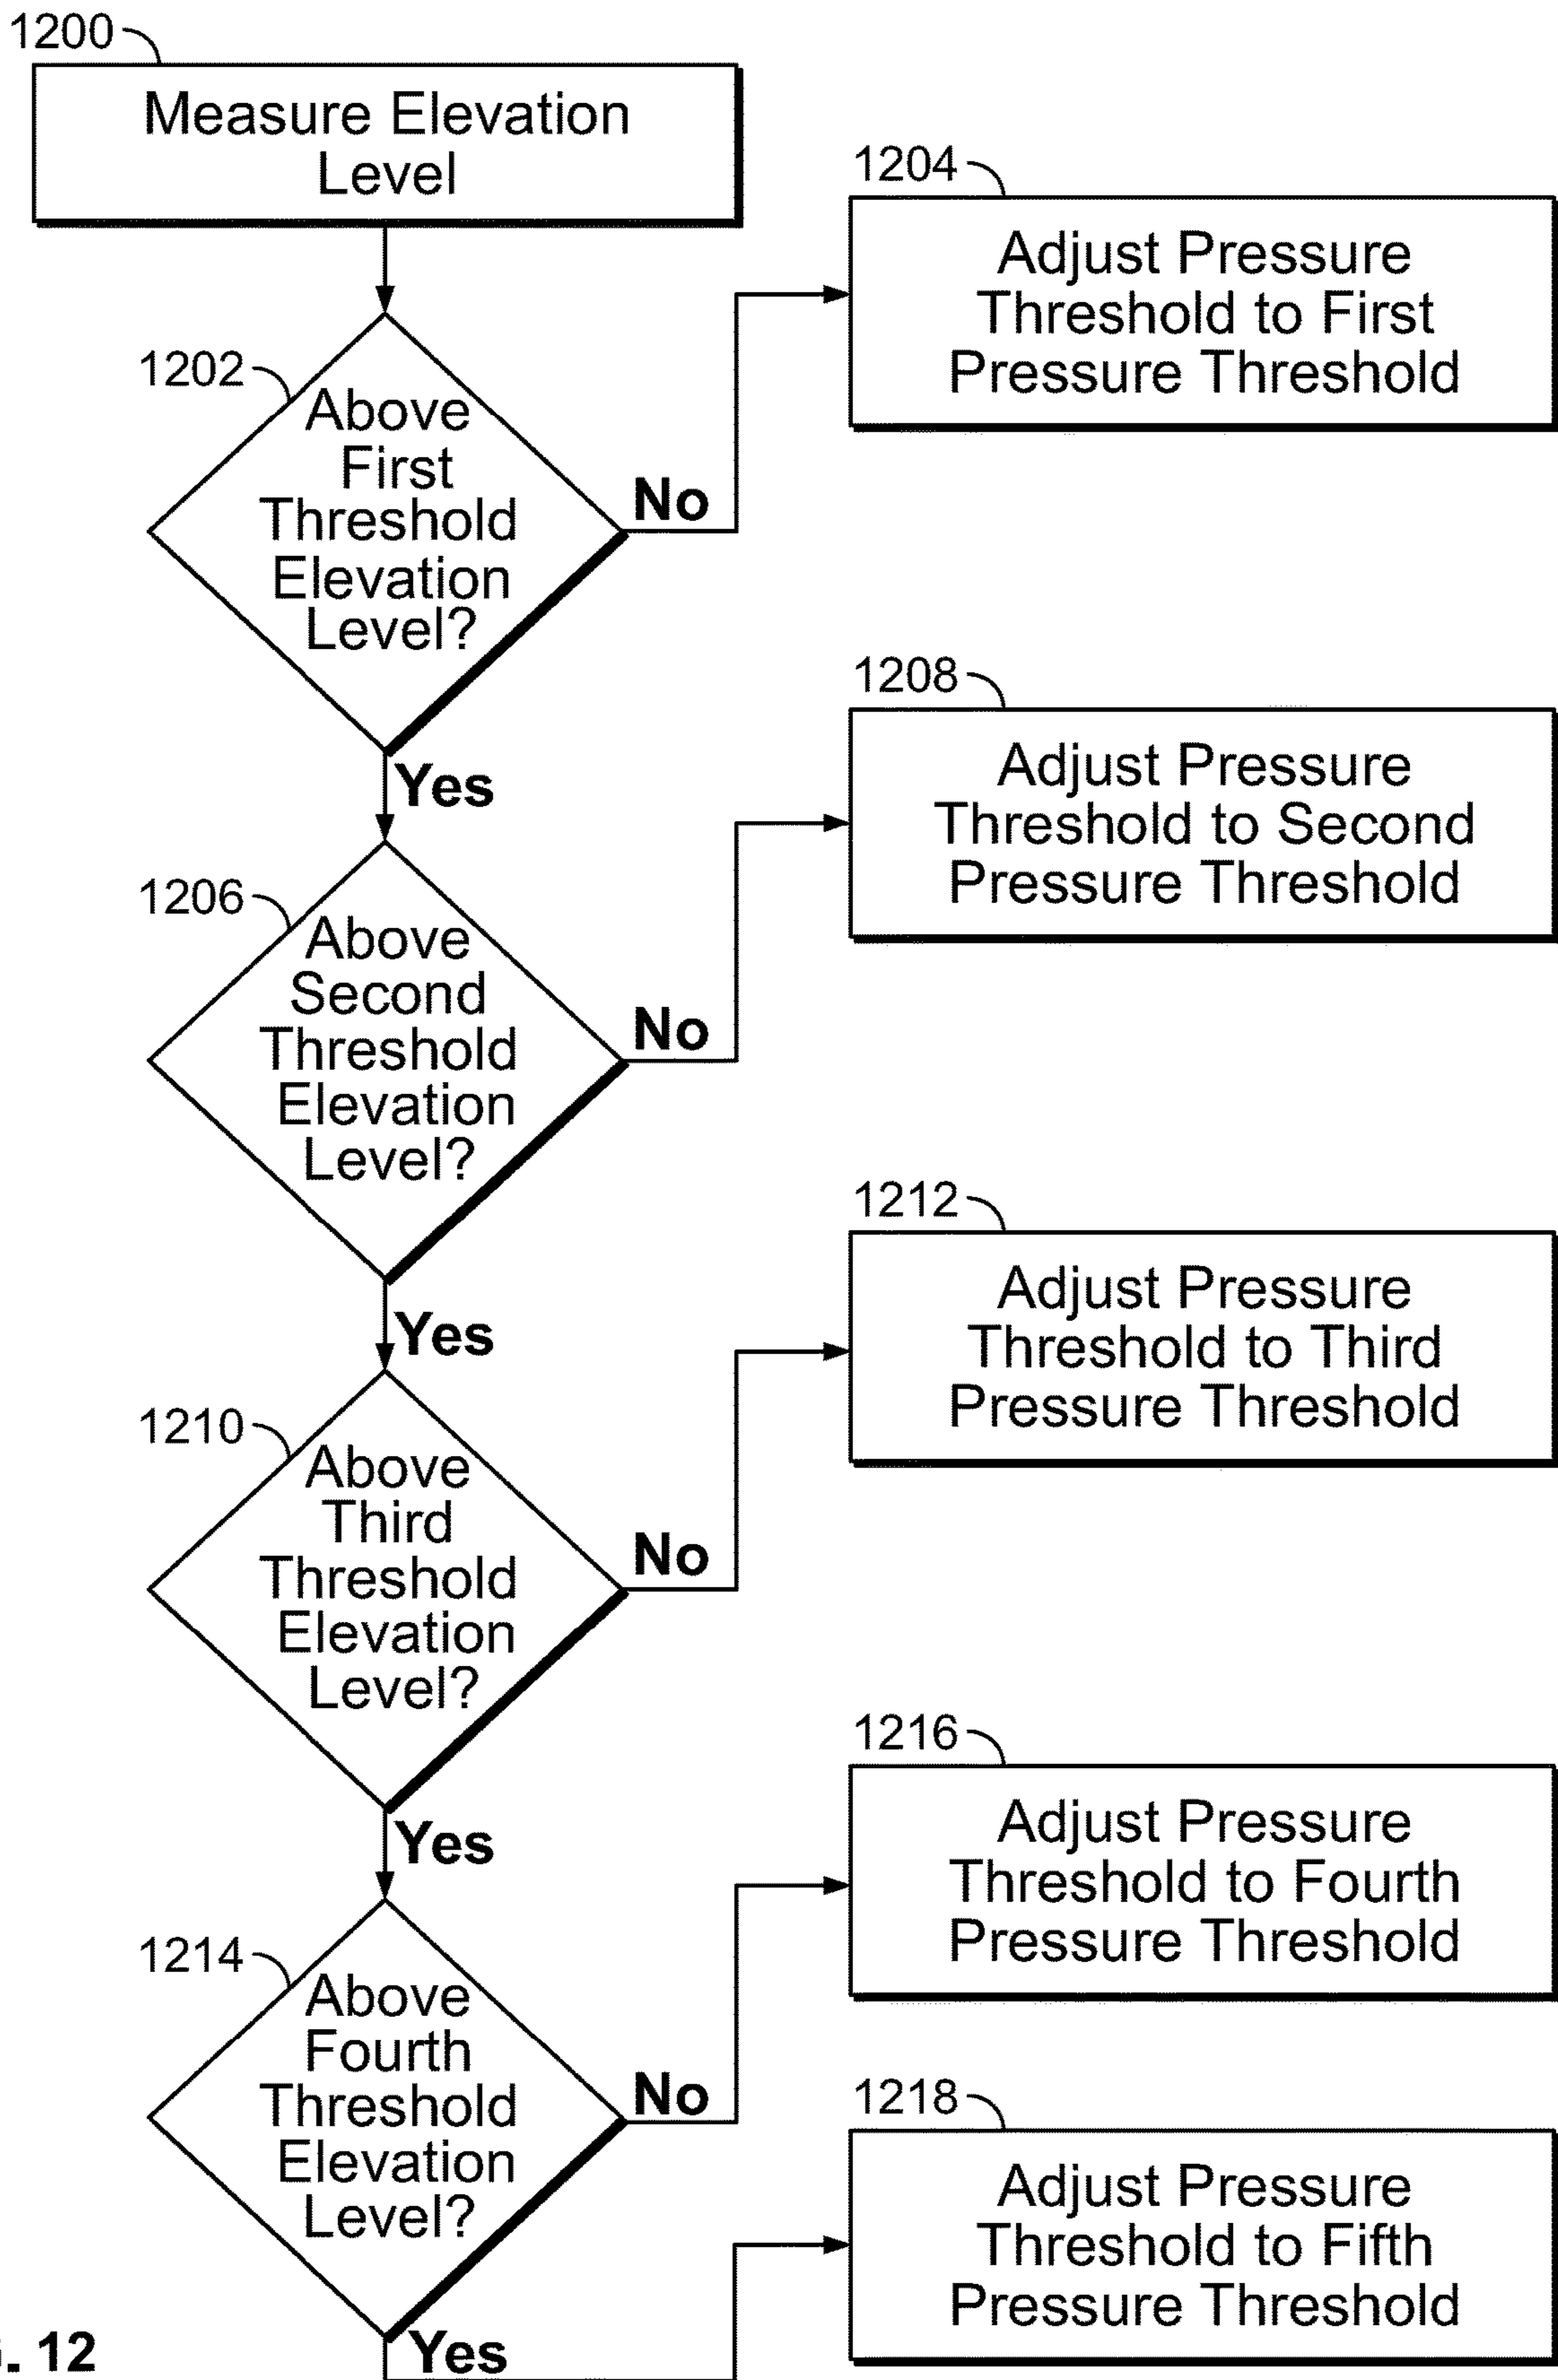 1200
Measure Elevation
Level
1202
Above
First
Threshold
Elevation
Level?
No
1204
Adjust Pressure
Threshold to First
Pressure Threshold
Yes
1206
Above
Second
Threshold
Elevation
Level?
No
1208
Adjust Pressure
Threshold to Second
Pressure Threshold
Yes
1210
Above
Third
Threshold
Elevation
Level?
No
1212
Adjust Pressure
Threshold to Third
Pressure Threshold
Yes
1214
Above
Fourth
Threshold
Elevation
Level?
No
1216
Adjust Pressure
Threshold to Fourth
Pressure Threshold
Yes
1218
Adjust Pressure
Threshold to Fifth
Pressure Threshold
. 12